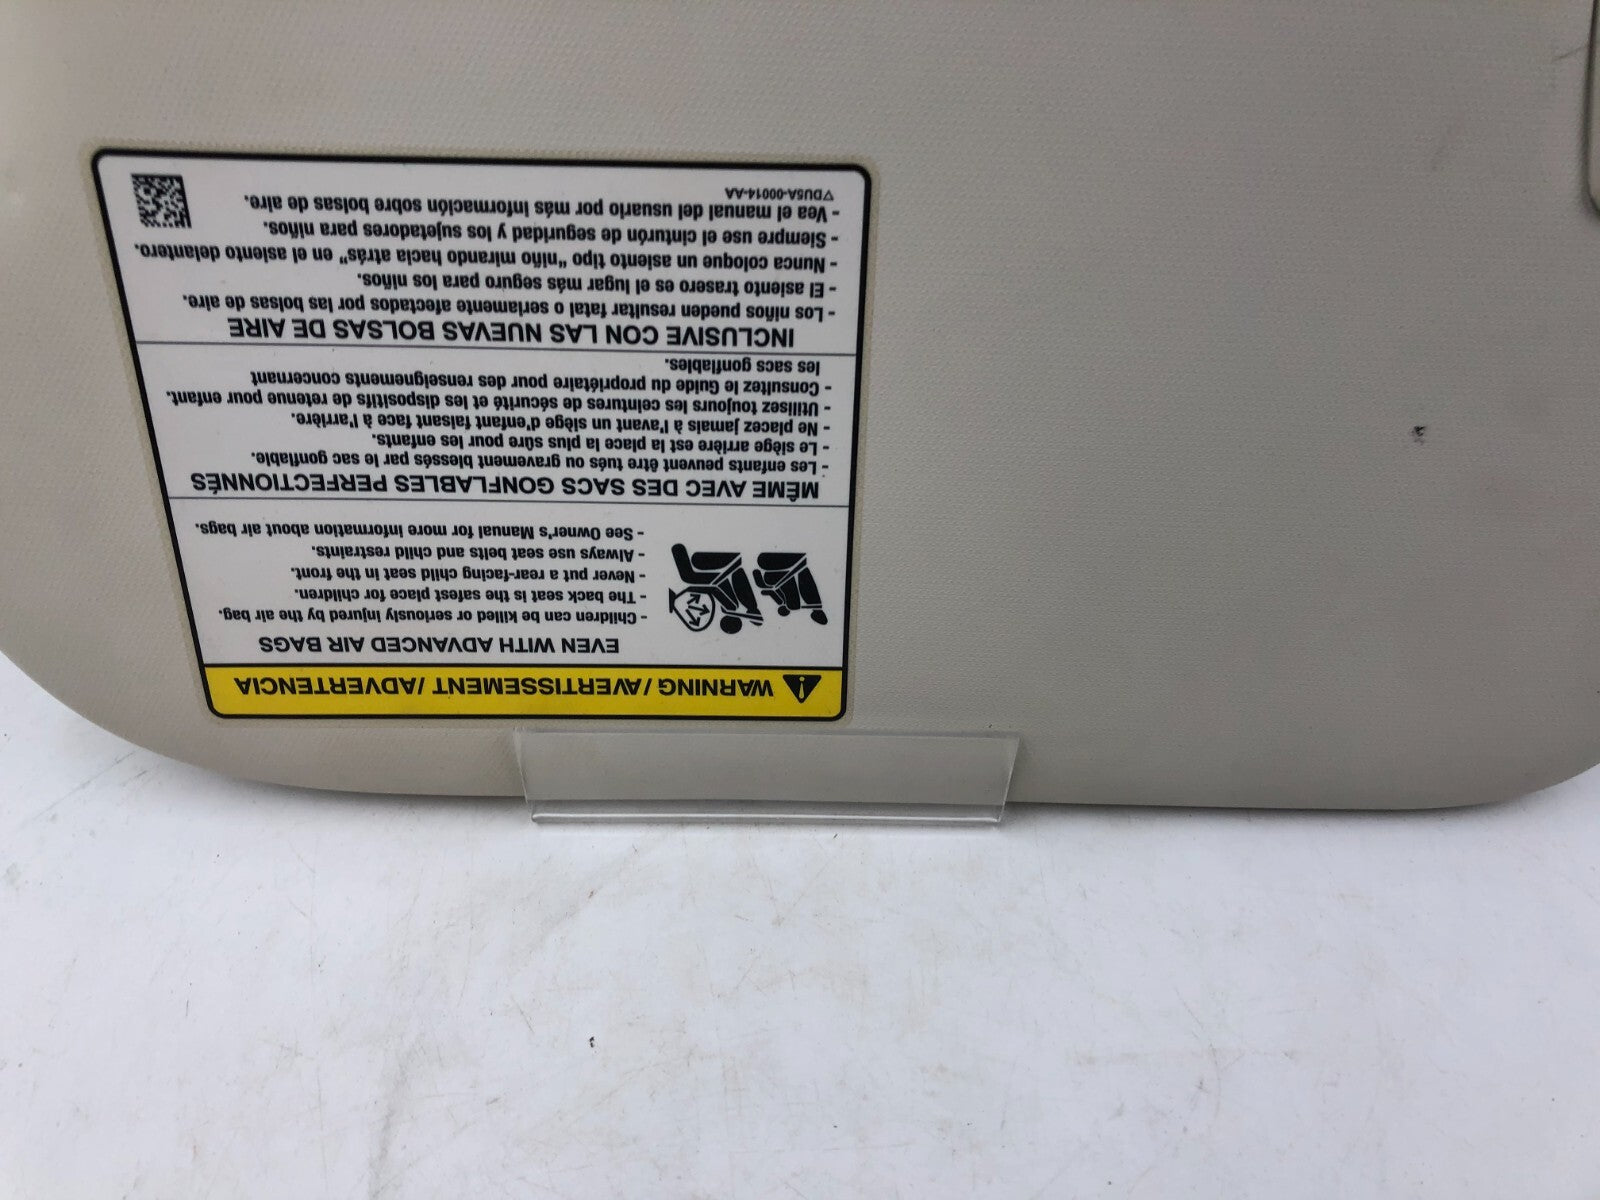 WARNING / AVERTISSEMENT / ADVERTENCIA
EVEN WITH ADVANCED AIR BAGS
- Children can be killed or seriously injured by the air bag.
- The back seat is the safest place for children.
- Never put a rear-facing child seat in the front.
- Always use seat belts and child restraints.
- See Owner's Manual for more information about air bags.
MÊME AVEC DES SACS GONFLABLES PERFECTIONNÉS
- Les enfants peuvent être tués ou gravement blessés par le sac gonflable.
- Le siège arrière est la place la plus sûre pour les enfants.
- Ne placez jamais à l'avant un siège d'enfant faisant face à l'arrière.
- Utilisez toujours les ceintures de sécurité et les dispositifs de retenue pour enfant.
- Consultez le Guide du propriétaire pour des renseignements concernant
les sacs gonflables.
INCLUSIVE CON LAS NUEVAS BOLSAS DE AIRE
- Los niños pueden resultar fatal o seriamente afectados por las bolsas de aire.
- El asiento trasero es el lugar más seguro para los niños.
- Nunca coloque un asiento tipo "niño mirando hacia atrás" en el asiento delantero.
- Siempre use el cinturón de seguridad y los sujetadores para niños.
- Vea el manual del usuario por más información sobre bolsas de aire.
▽DU5A-00014-AA